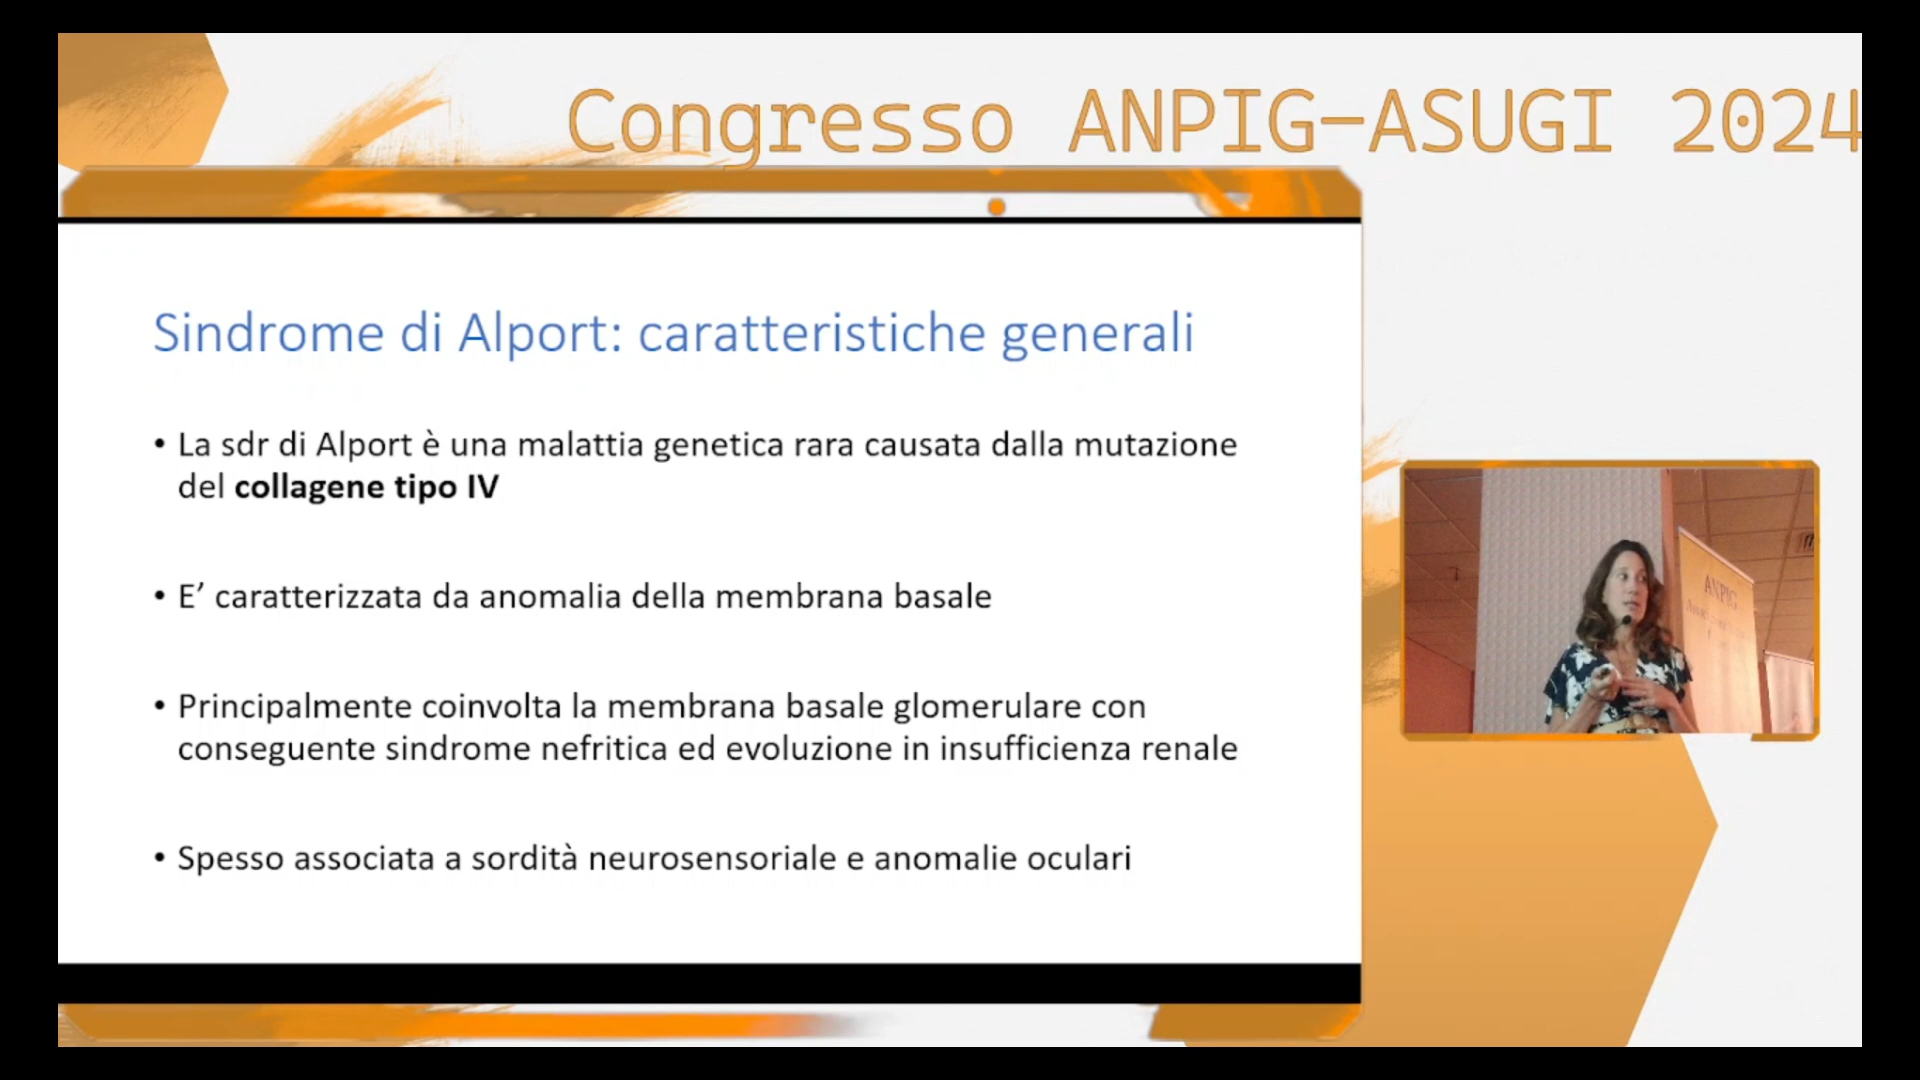 Congresso ANPIG-ASUGI 2024
Sindrome di Alport: caratteristiche generali
• La sdr di Alport è una malattia genetica rara causata dalla mutazione
del collagene tipo IV
• E’ caratterizzata da anomalia della membrana basale
• Principalmente coinvolta la membrana basale glomerulare con
conseguente sindrome nefritica ed evoluzione in insufficienza renale
• Spesso associata a sordità neurosensoriale e anomalie oculari
ANPIG